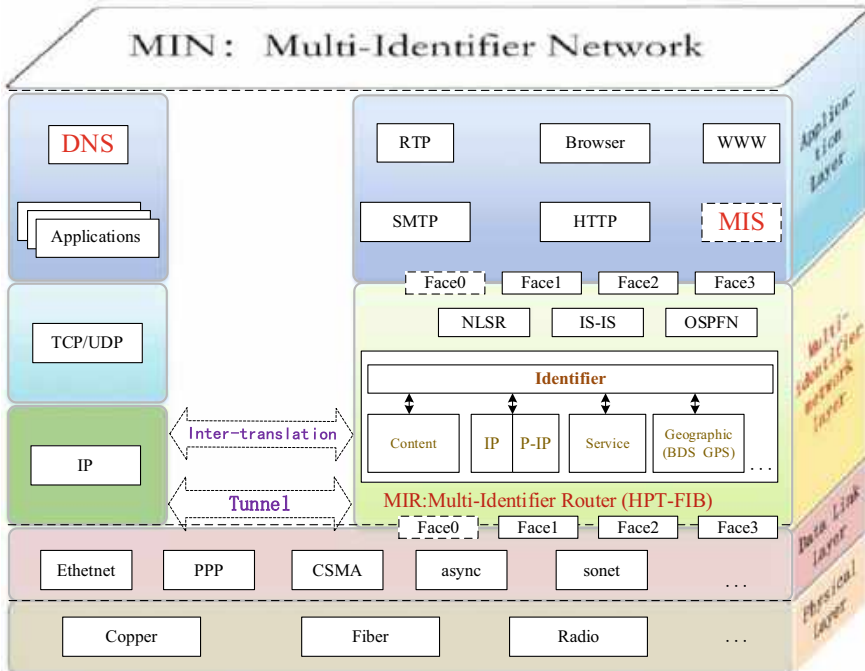 MIN: Multi-Identifier Network
DNS
Applications
TCP/UDP
IP
RTP
Browser
WWW
SMTP
HTTP
MIS
Applica-
tion
Layer
Face0
Face1
Face2
Face3
NLSR
IS-IS
OSPFN
Identifier
Content
IP
P-IP
Service
Geographic
(BDS GPS)
...
MIR:Multi-Identifier Router (HPT-FIB)
Multi-
identifier
network
layer
Inter-translation
Tunnel
Face0
Face1
Face2
Face3
Ethetnet
PPP
CSMA
async
sonet
...
Data Link
Layer
Copper
Fiber
Radio
...
Physical
Layer